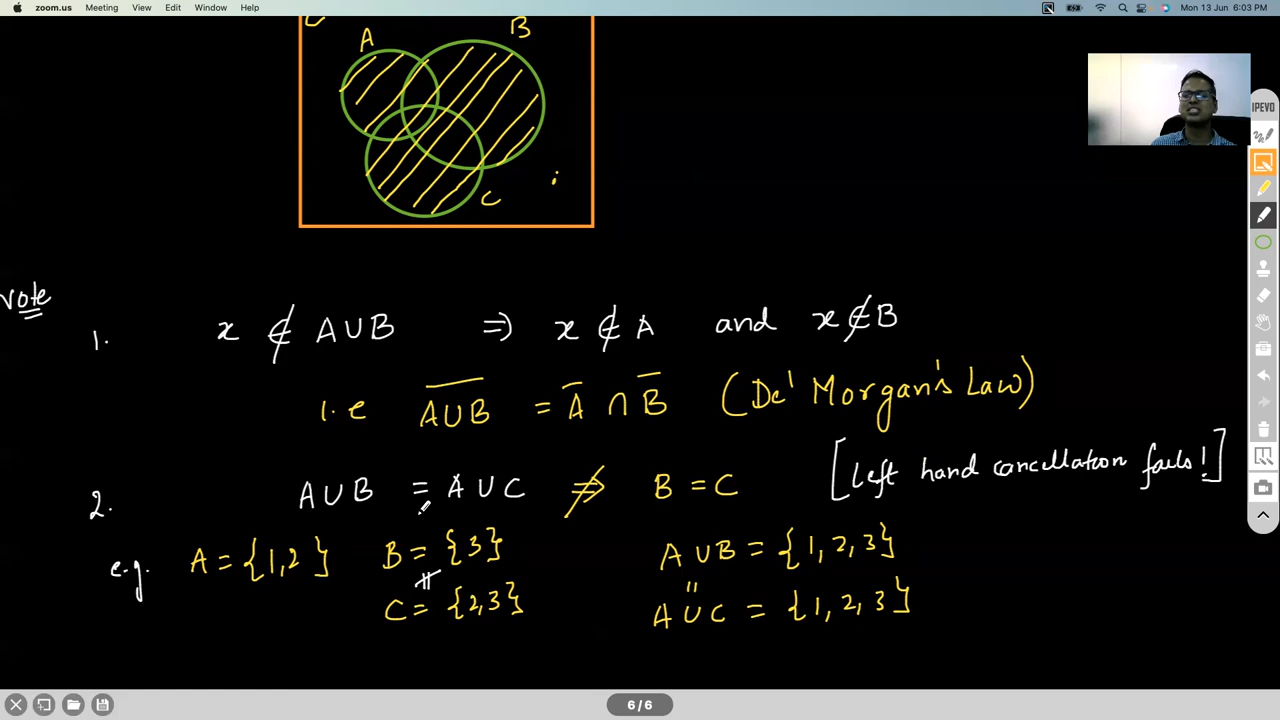 zoom.us Meeting View Edit Window Help Mon 13 Jun 6:03 PM
A B
C
IPEVO
Note
1. x ∉ A∪B ⇒ x ∉ A and x ∉ B
i.e A̅∪̅B̅ = A̅ ∩ B̅ (De' Morgan's Law)
[Left hand cancellation fails!]
2. A∪B = A∪C ⇏ B = C
e.g. A = {1,2} B = {3} A∪B = {1,2,3}
C = {2,3} A∪C = {1,2,3}
6/6